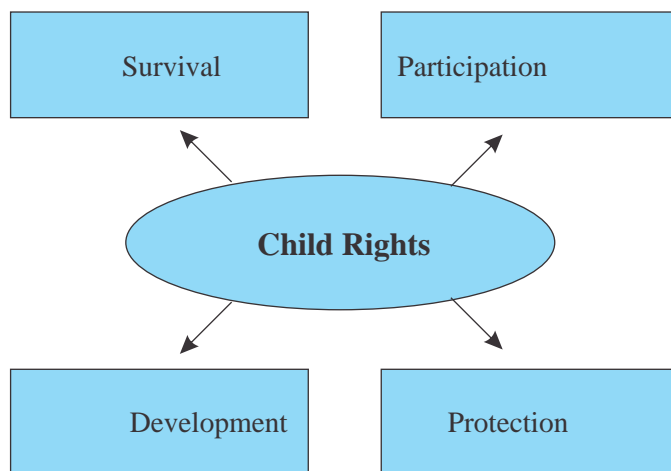 Survival
Participation
Child Rights
Development
Protection